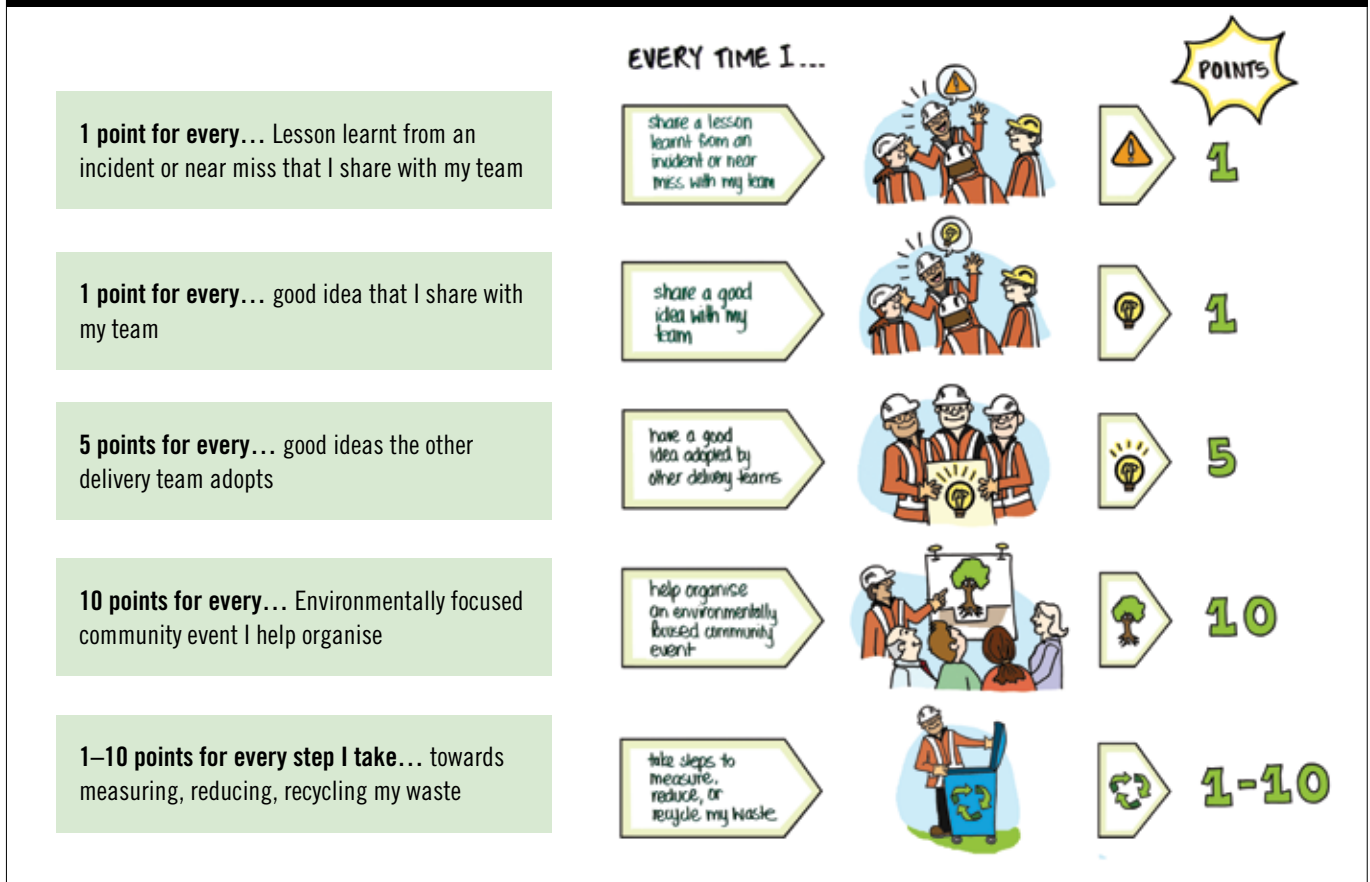 EVERY TIME I...
POINTS
1 point for every... Lesson learnt from an
incident or near miss that I share with my team
share a lesson
learnt from an
incident or near
miss with my team
1
1 point for every... good idea that I share with
my team
share a good
idea with my
team
1
5 points for every... good ideas the other
delivery team adopts
have a good
idea adopted by
other delivery teams
5
10 points for every... Environmentally focused
community event I help organise
help organise
an environmentally
focused community
event
10
1–10 points for every step I take... towards
measuring, reducing, recycling my waste
take steps to
measure,
reduce, or
recycle my waste
1-10